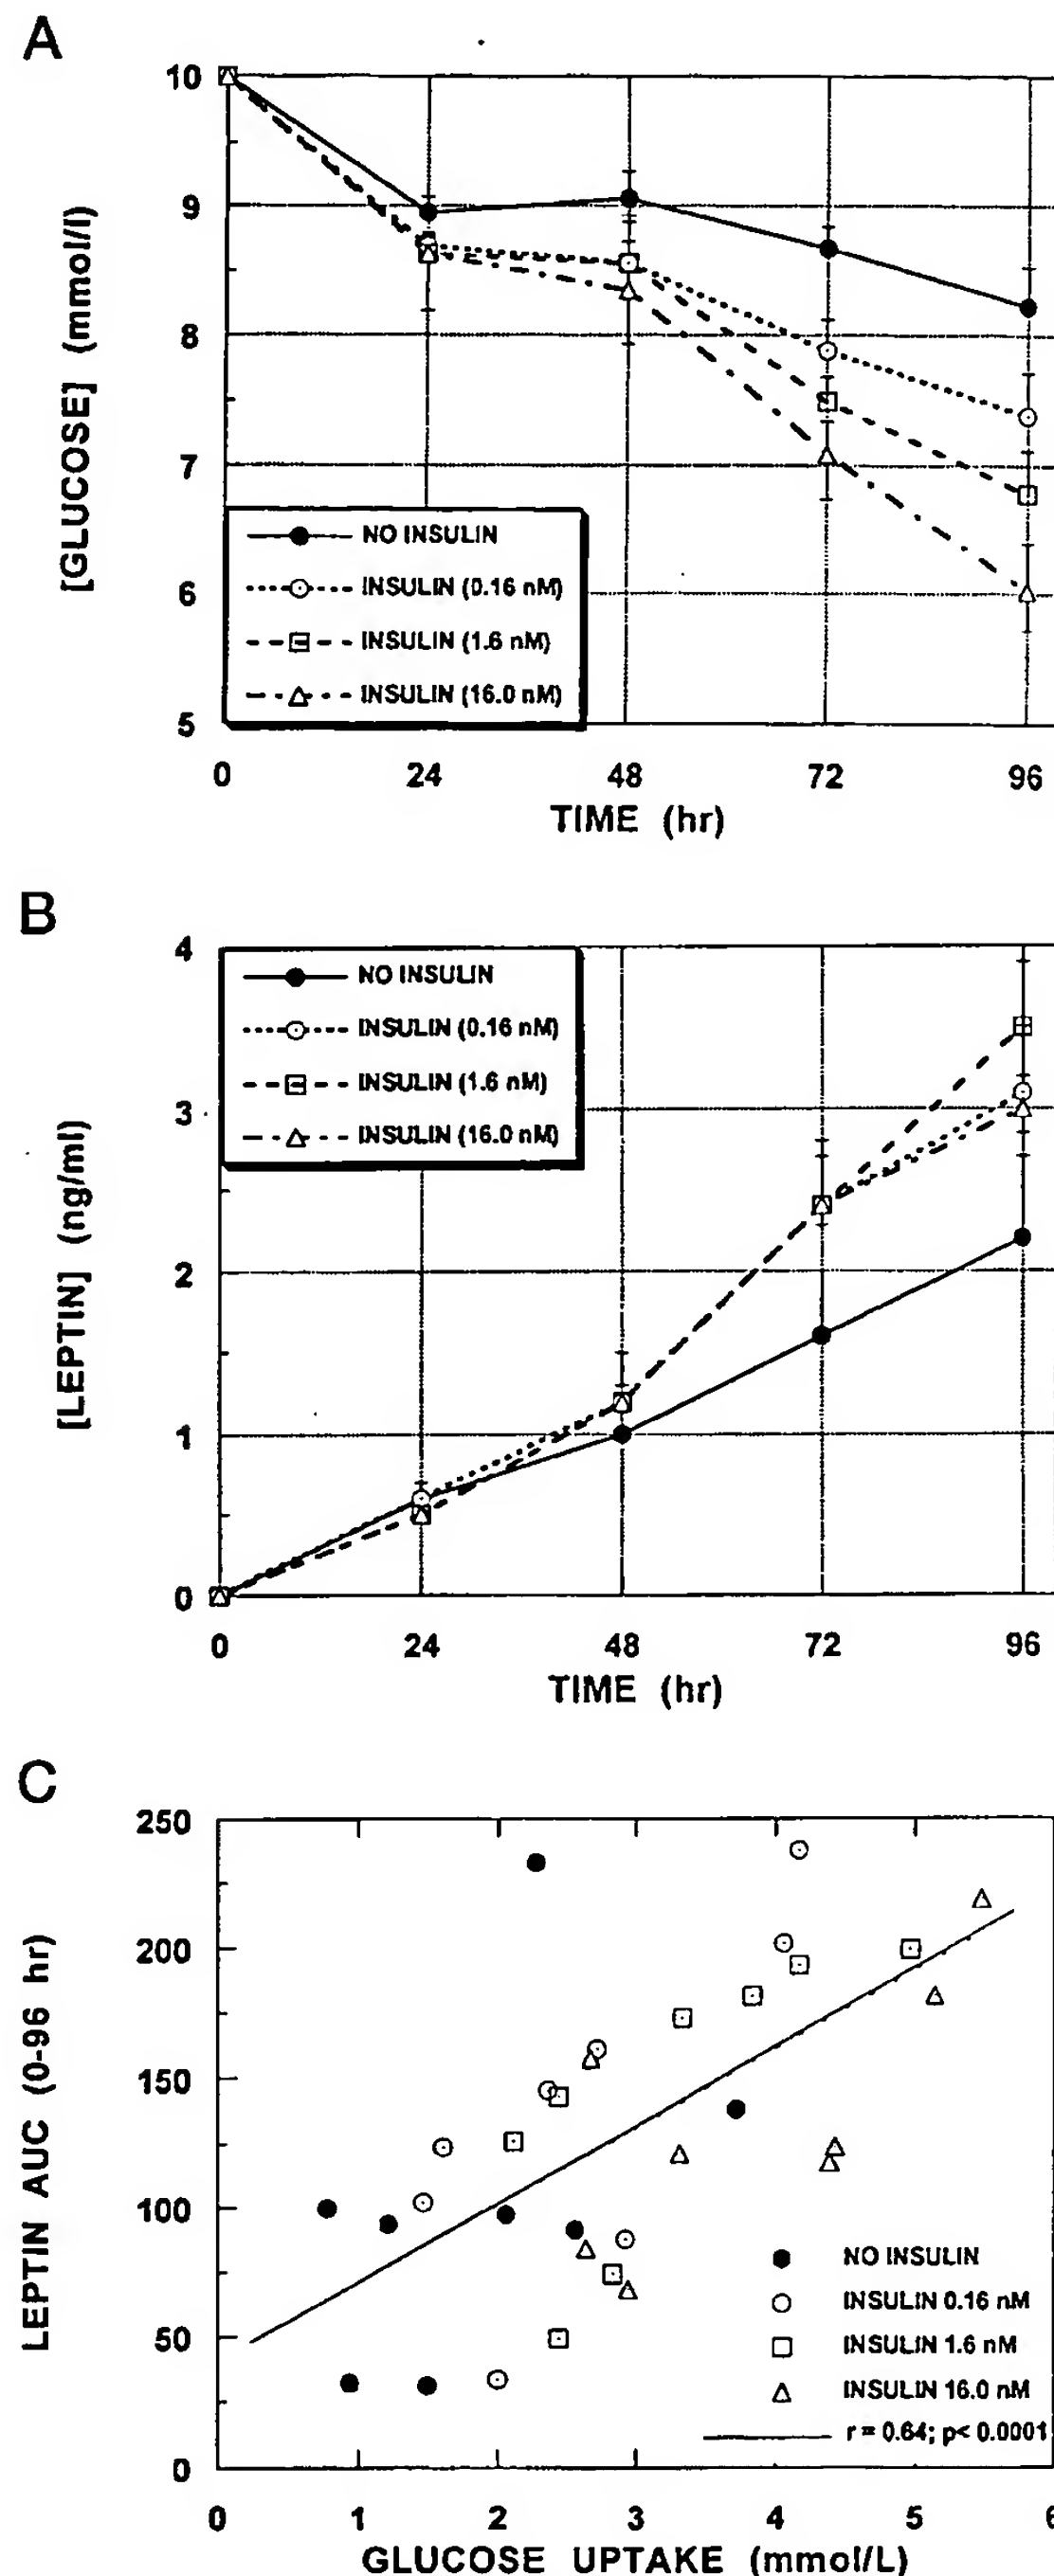 A
10
9
8
7
6
5
[GLUCOSE] (mmol/l)
NO INSULIN
INSULIN (0.16 nM)
INSULIN (1.6 nM)
INSULIN (16.0 nM)
0 24 48 72 96
TIME (hr)
B
4
3
2
1
0
[LEPTIN] (ng/ml)
NO INSULIN
INSULIN (0.16 nM)
INSULIN (1.6 nM)
INSULIN (16.0 nM)
0 24 48 72 96
TIME (hr)
C
250
200
150
100
50
0
LEPTIN AUC (0-96 hr)
NO INSULIN
INSULIN 0.16 nM
INSULIN 1.6 nM
INSULIN 16.0 nM
r = 0.64; p< 0.0001
0 1 2 3 4 5 6
GLUCOSE UPTAKE (mmol/L)